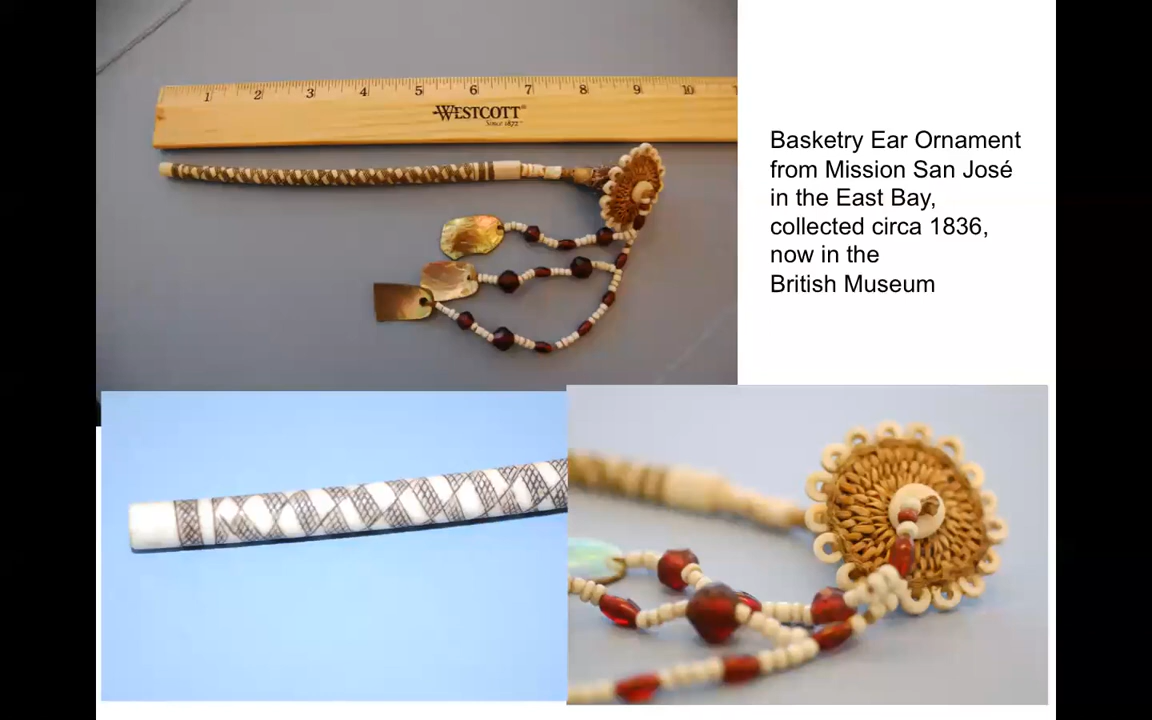 1 2 3 4 5 6 7 8 9 10
WESTCOTT®
Since 1872
Basketry Ear Ornament
from Mission San José
in the East Bay,
collected circa 1836,
now in the
British Museum